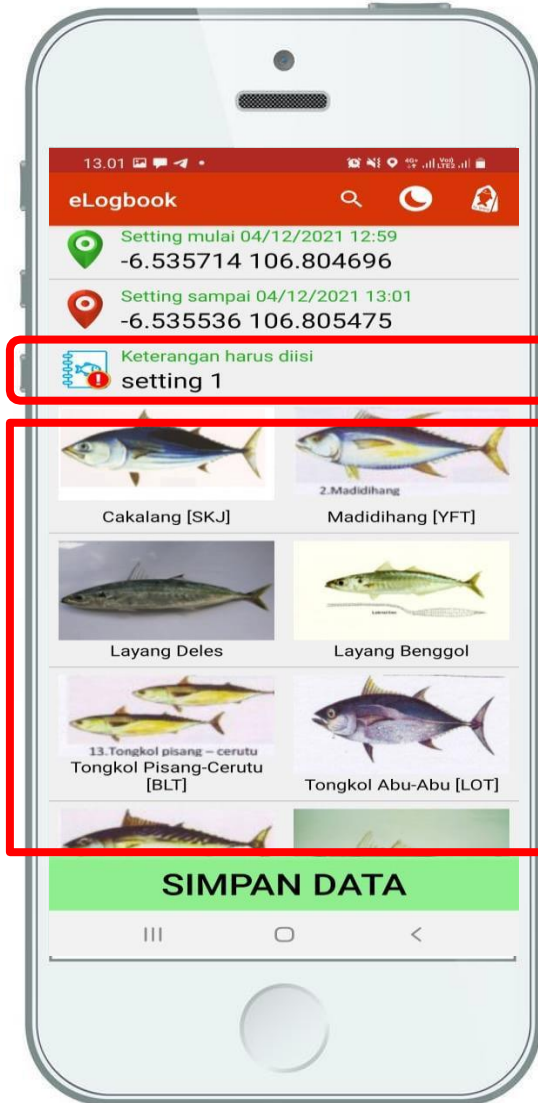 13.01
eLogbook
Setting mulai 04/12/2021 12:59
-6.535714 106.804696
Setting sampai 04/12/2021 13:01
-6.535536 106.805475
Keterangan harus diisi
setting 1
2.Madidihang
Cakalang [SKJ]
Madidihang [YFT]
Layang Deles
Layang Benggol
13.Tongkol pisang – cerutu
Tongkol Pisang-Cerutu
[BLT]
Tongkol Abu-Abu [LOT]
SIMPAN DATA